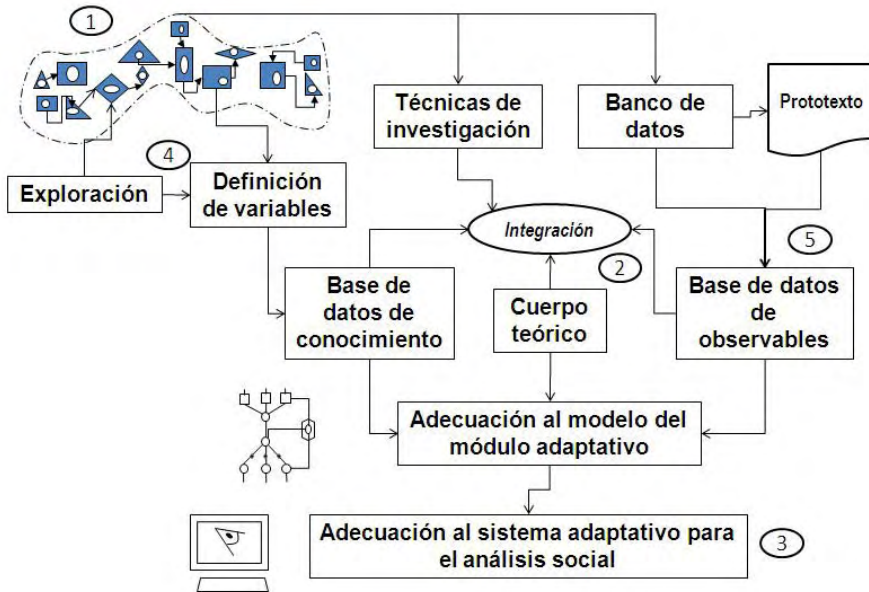 1
Técnicas de
investigación
Banco de
datos
Prototexto
4
Exploración
Definición
de variables
Integración
5
2
Base de
datos de
conocimiento
Cuerpo
teórico
Base de datos
de
observables
Adecuación al modelo del
módulo adaptativo
Adecuación al sistema adaptativo para
el análisis social
3